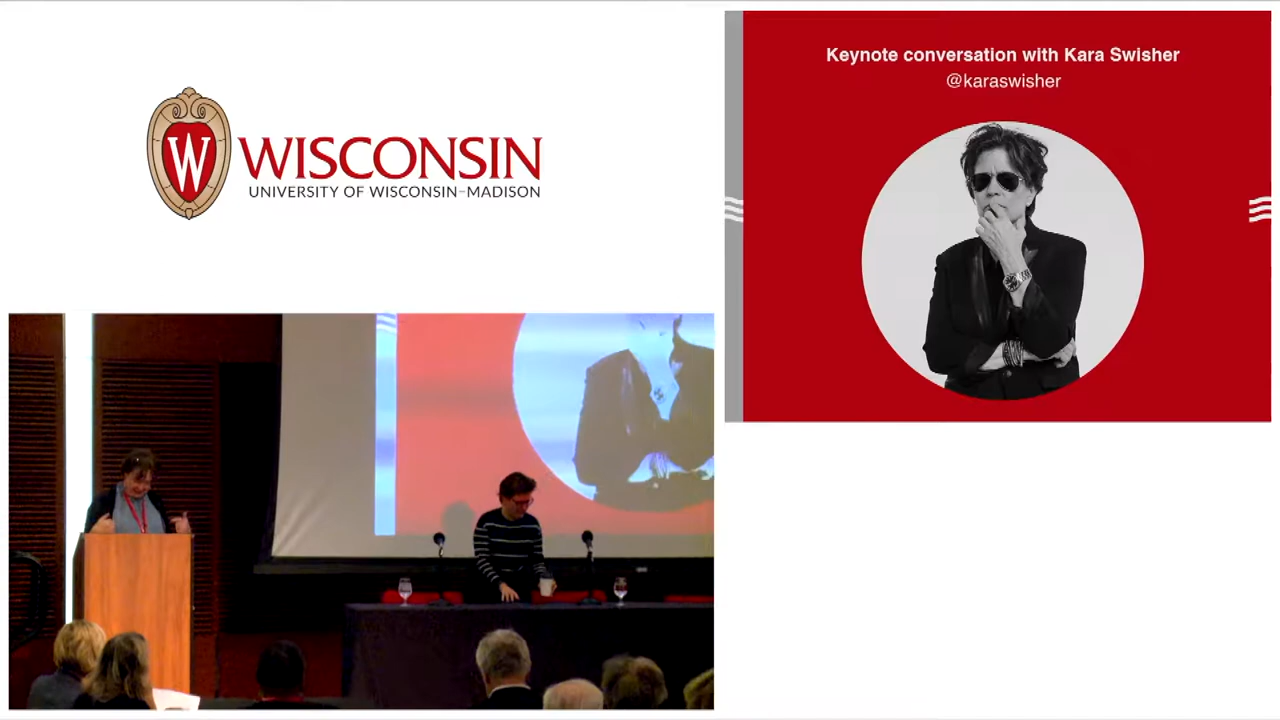 W
WISCONSIN
UNIVERSITY OF WISCONSIN–MADISON
Keynote conversation with Kara Swisher
@karaswisher